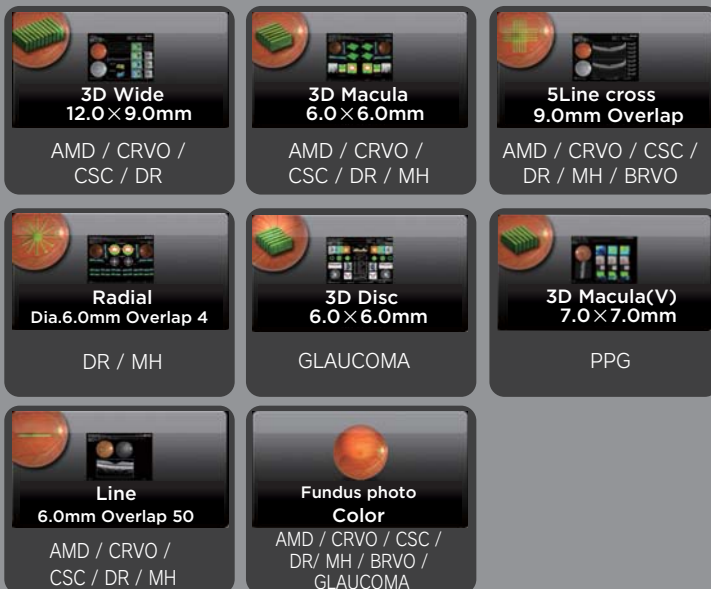 3D Wide
12.0×9.0mm
AMD / CRVO /
CSC / DR
3D Macula
6.0×6.0mm
AMD / CRVO /
CSC / DR / MH
5Line cross
9.0mm Overlap
AMD / CRVO / CSC /
DR / MH / BRVO
Radial
Dia.6.0mm Overlap 4
DR / MH
3D Disc
6.0×6.0mm
GLAUCOMA
3D Macula(V)
7.0×7.0mm
PPG
Line
6.0mm Overlap 50
AMD / CRVO /
CSC / DR / MH
Fundus photo
Color
AMD / CRVO / CSC /
DR/ MH / BRVO /
GLAUCOMA